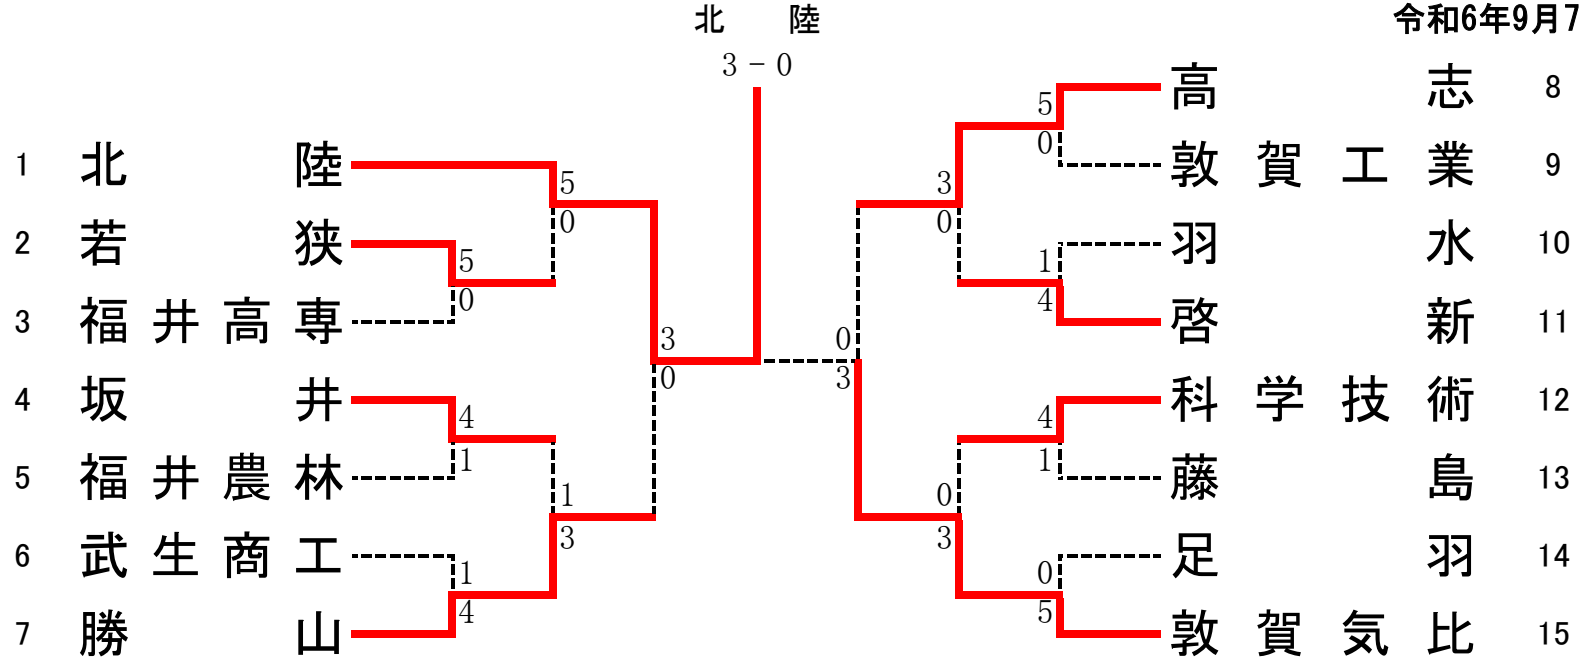 北 陸
令和6年9月7
3-0
1 北 陸
2 若 狭
3 福井高専
4 坂 井
5 福井農林
6 武生商工
7 勝 山
5
0
5
0
3
0
4
1
1
3
1
4
高 志 8
敦賀工業 9
羽 水 10
啓 新 11
科学技術 12
藤 島 13
足 羽 14
敦賀気比 15
5
0
3
0
1
4
0
3
4
1
0
3
0
5